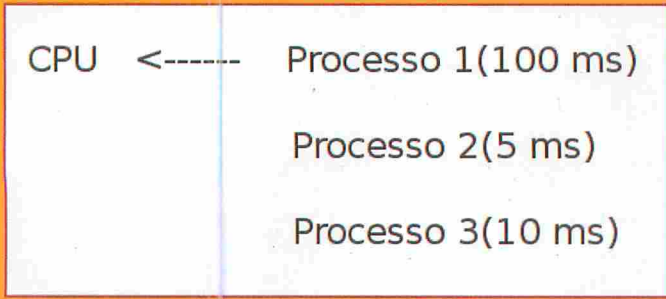 CPU <------ Processo 1(100 ms)
Processo 2(5 ms)
Processo 3(10 ms)